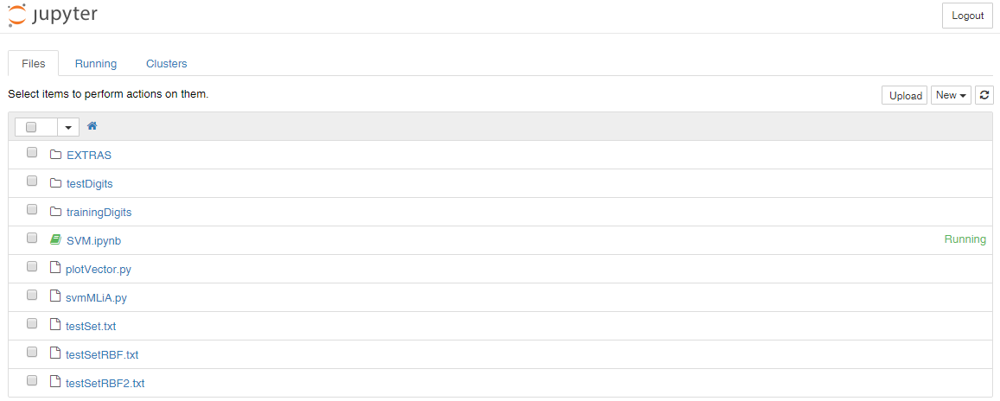 jupyter
Logout
Files Running Clusters
Select items to perform actions on them.
Upload New
EXTRAS
testDigits
trainingDigits
SVM.ipynb Running
plotVector.py
svmMLiA.py
testSet.txt
testSetRBF.txt
testSetRBF2.txt